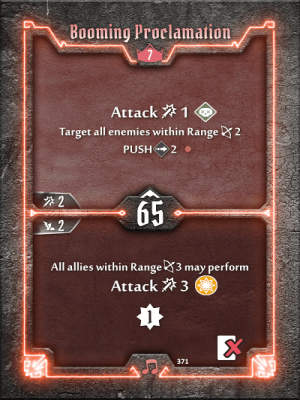 Booming Proclamation
7
Attack 1
Target all enemies within Range 2
PUSH 2
2
65
2
All allies within Range 3 may perform
Attack 3
1
371